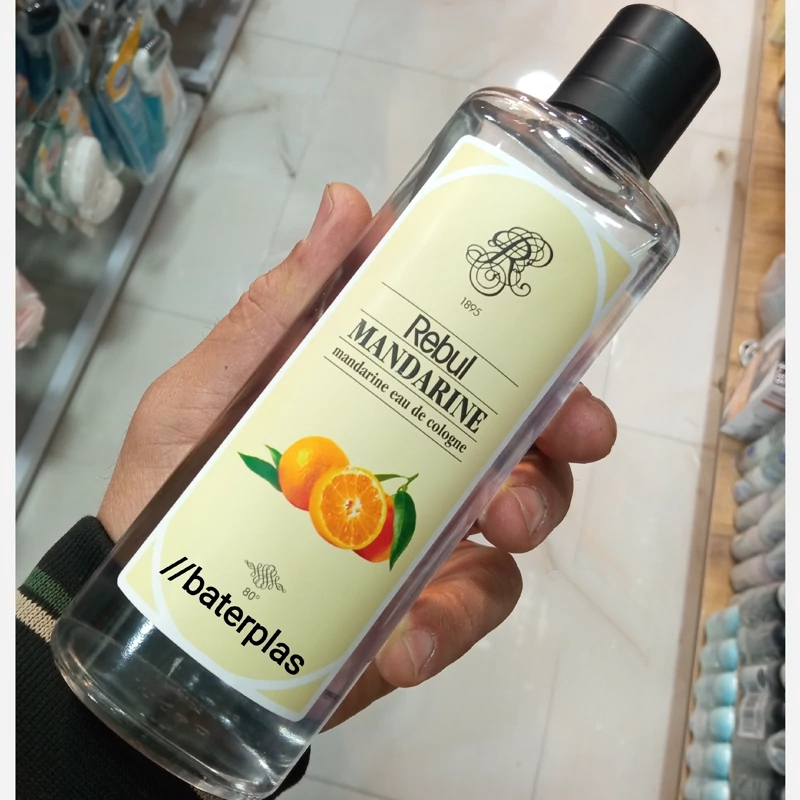 R
1895
Rebul
MANDARINE
mandarine eau de cologne
80°
//baterplas